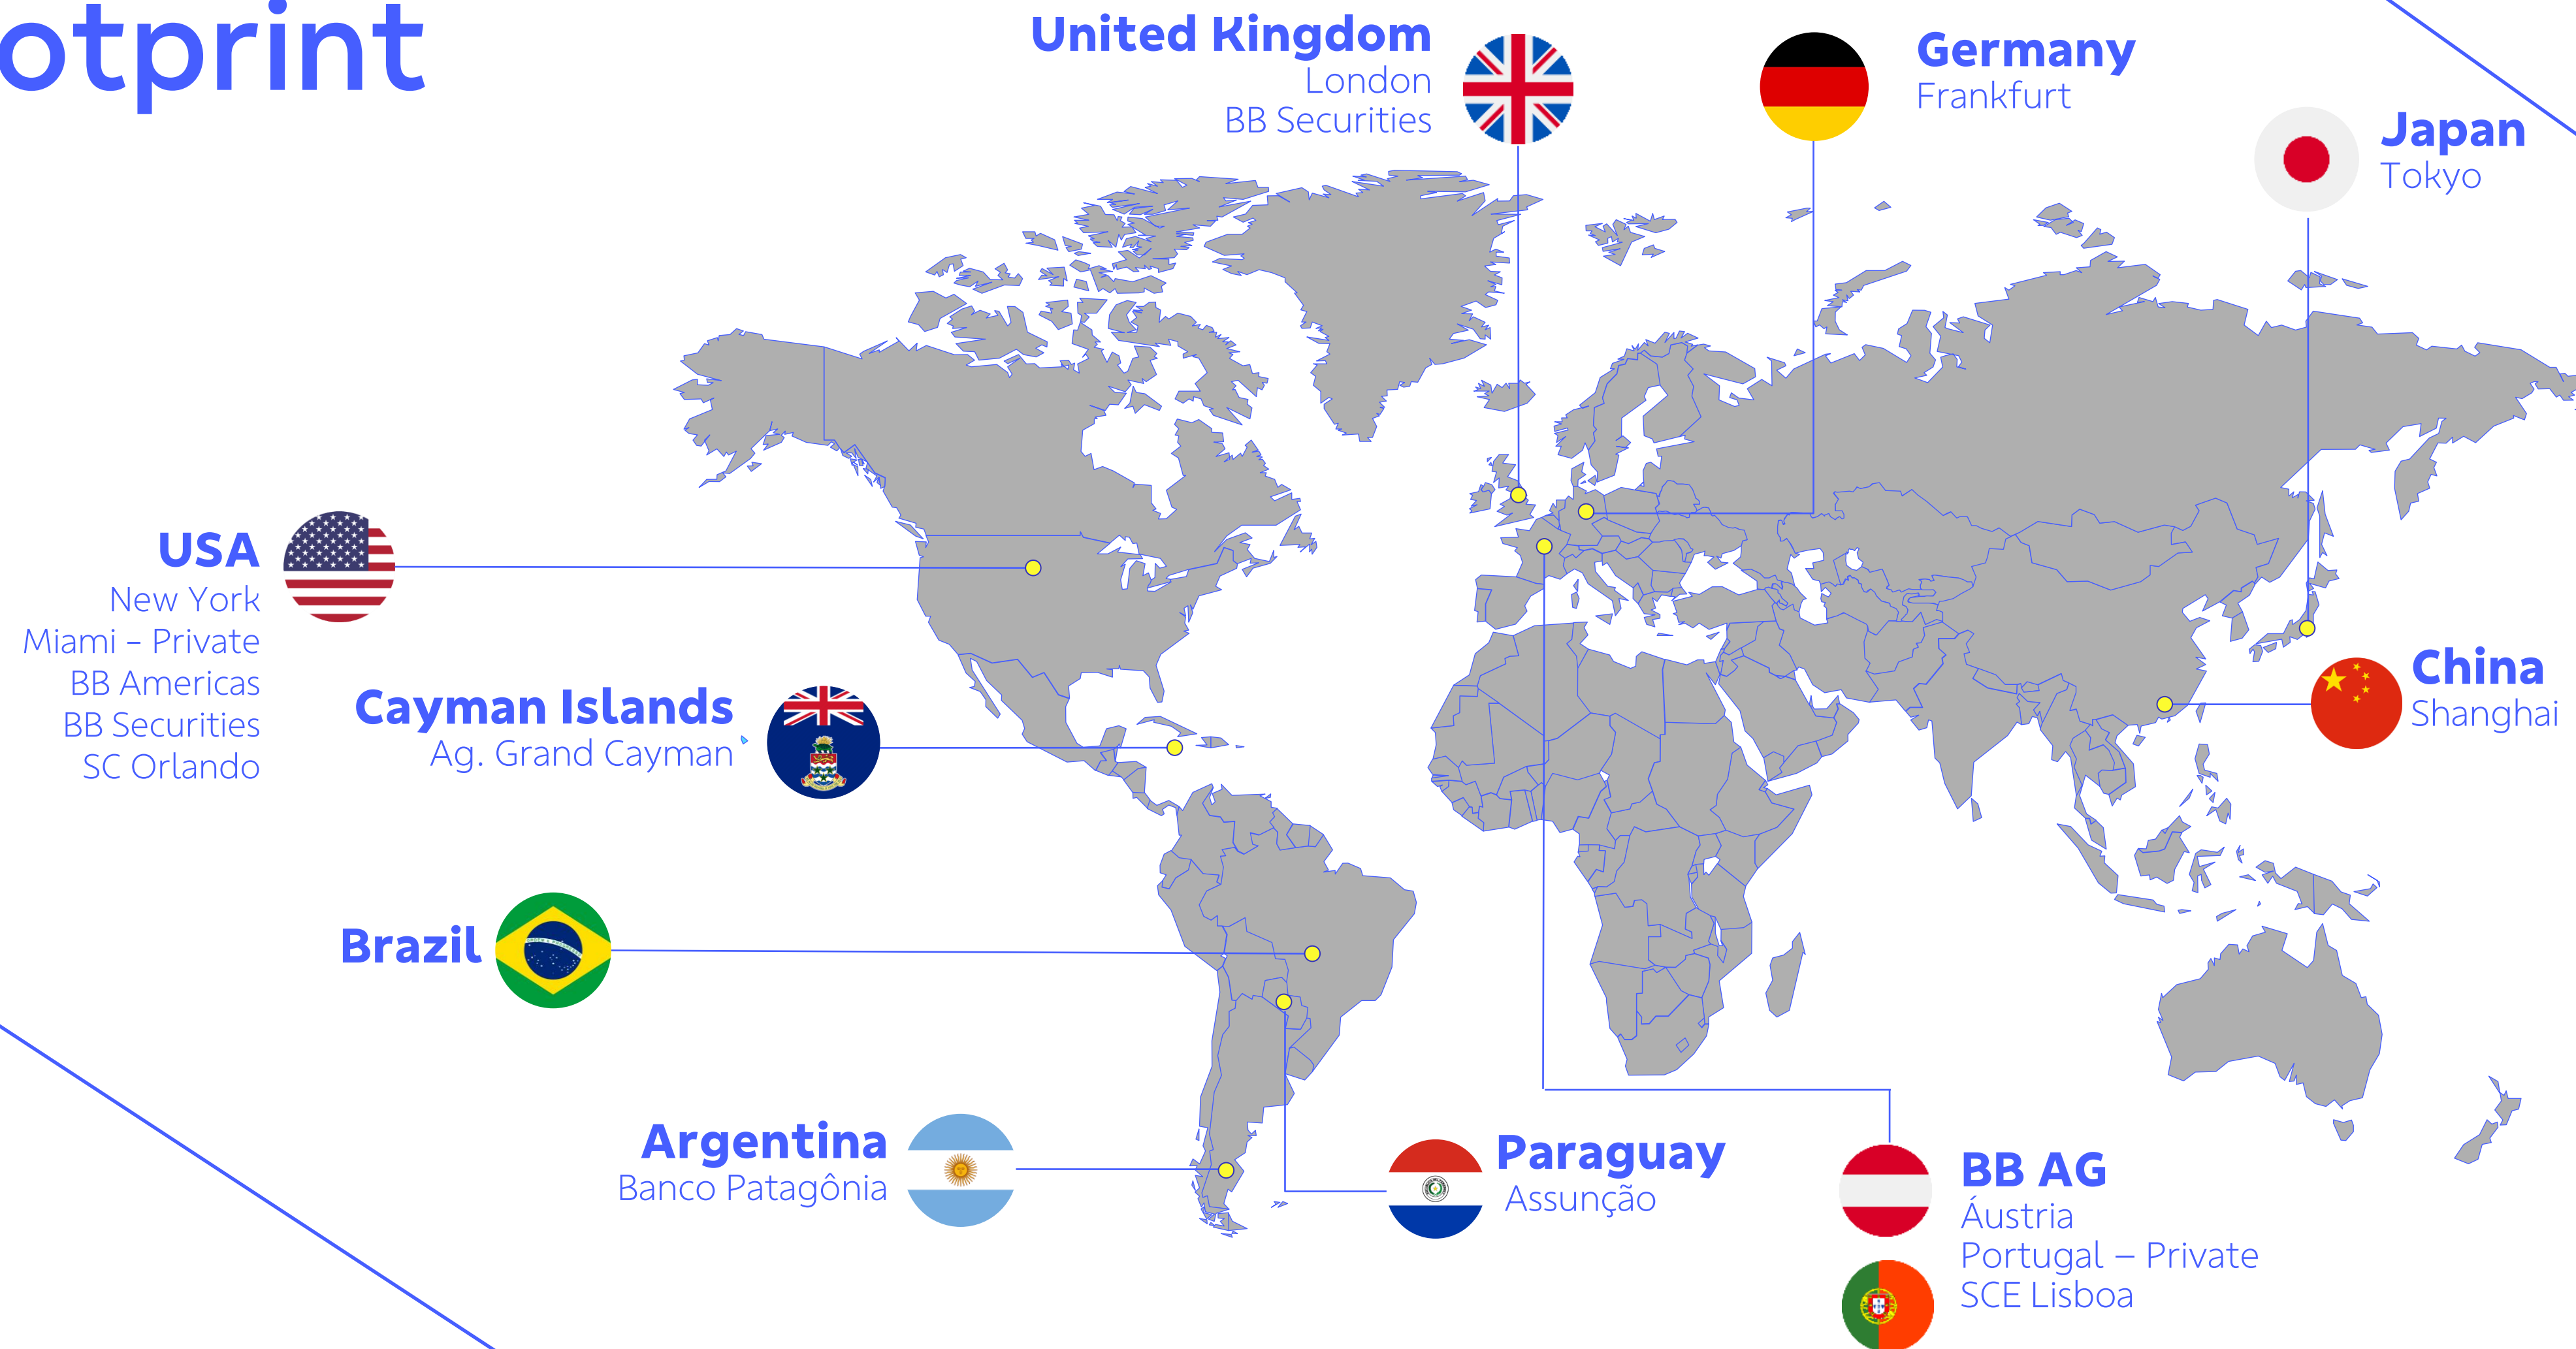 otprint
United Kingdom
London
BB Securities
Germany
Frankfurt
Japan
Tokyo
USA
New York
Miami – Private
BB Americas
BB Securities
SC Orlando
Cayman Islands
Ag. Grand Cayman
China
Shanghai
Brazil
Argentina
Banco Patagônia
Paraguay
Assunção
BB AG
Áustria
Portugal – Private
SCE Lisboa